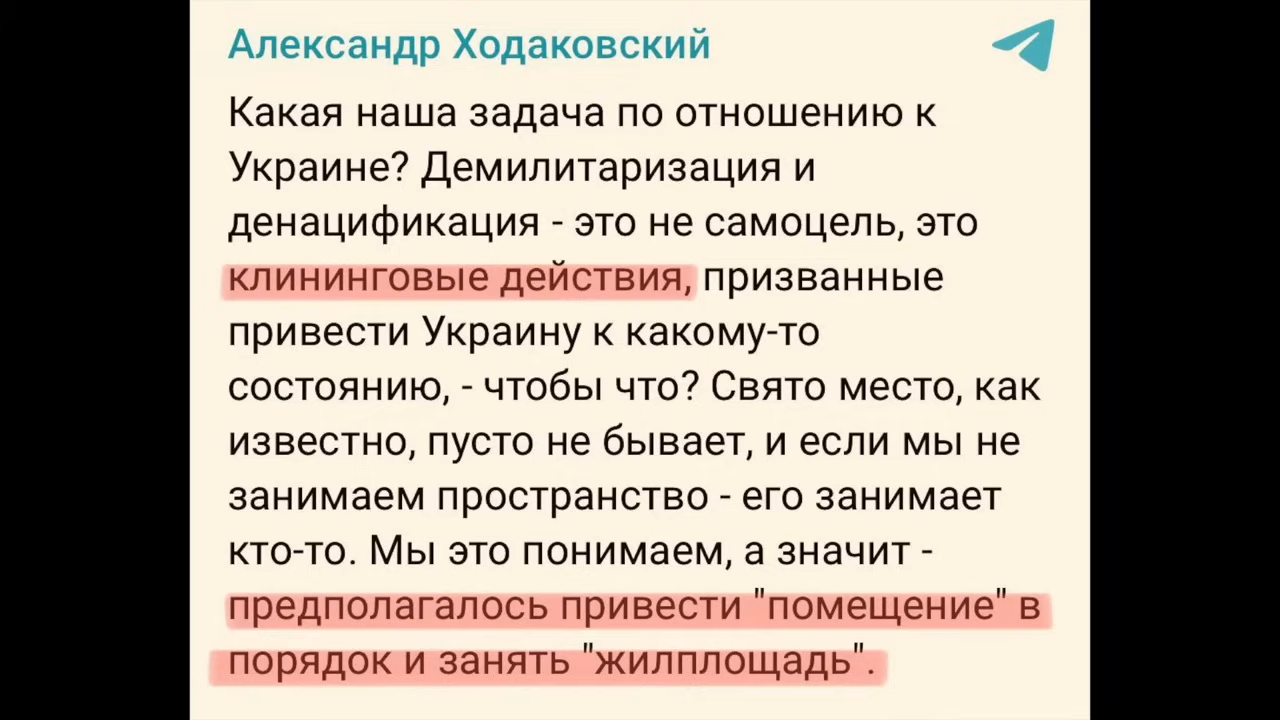 Александр Ходаковский
Какая наша задача по отношению к
Украине? Демилитаризация и
денацификация - это не самоцель, это
клининговые действия, призванные
привести Украину к какому-то
состоянию, - чтобы что? Свято место, как
известно, пусто не бывает, и если мы не
занимаем пространство - его занимает
кто-то. Мы это понимаем, а значит -
предполагалось привести "помещение" в
порядок и занять "жилплощадь".